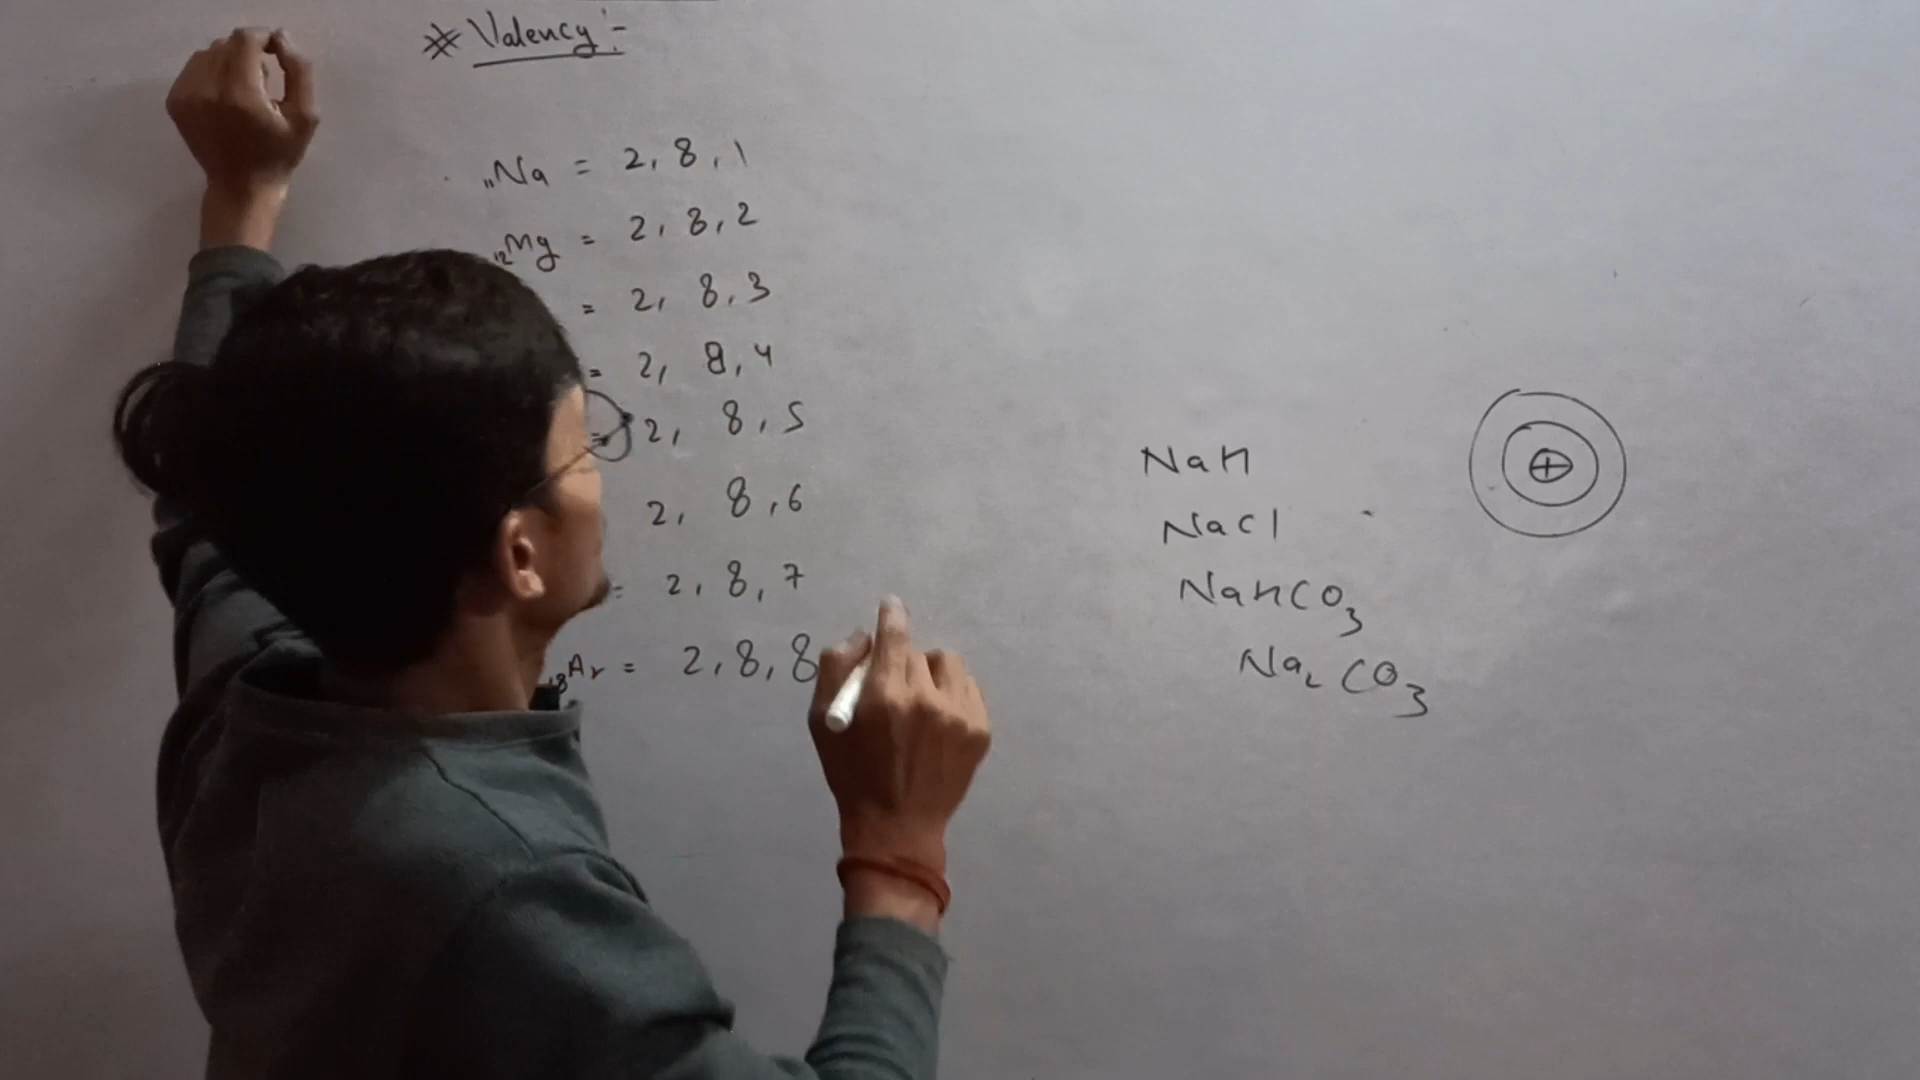 * Valency :-
11Na = 2, 8, 1
12Mg = 2, 8, 2
= 2, 8, 3
= 2, 8, 4
= 2, 8, 5
2, 8, 6
= 2, 8, 7
18Ar = 2, 8, 8
NaH
NaCl
NaHCO3
Na2CO3
+